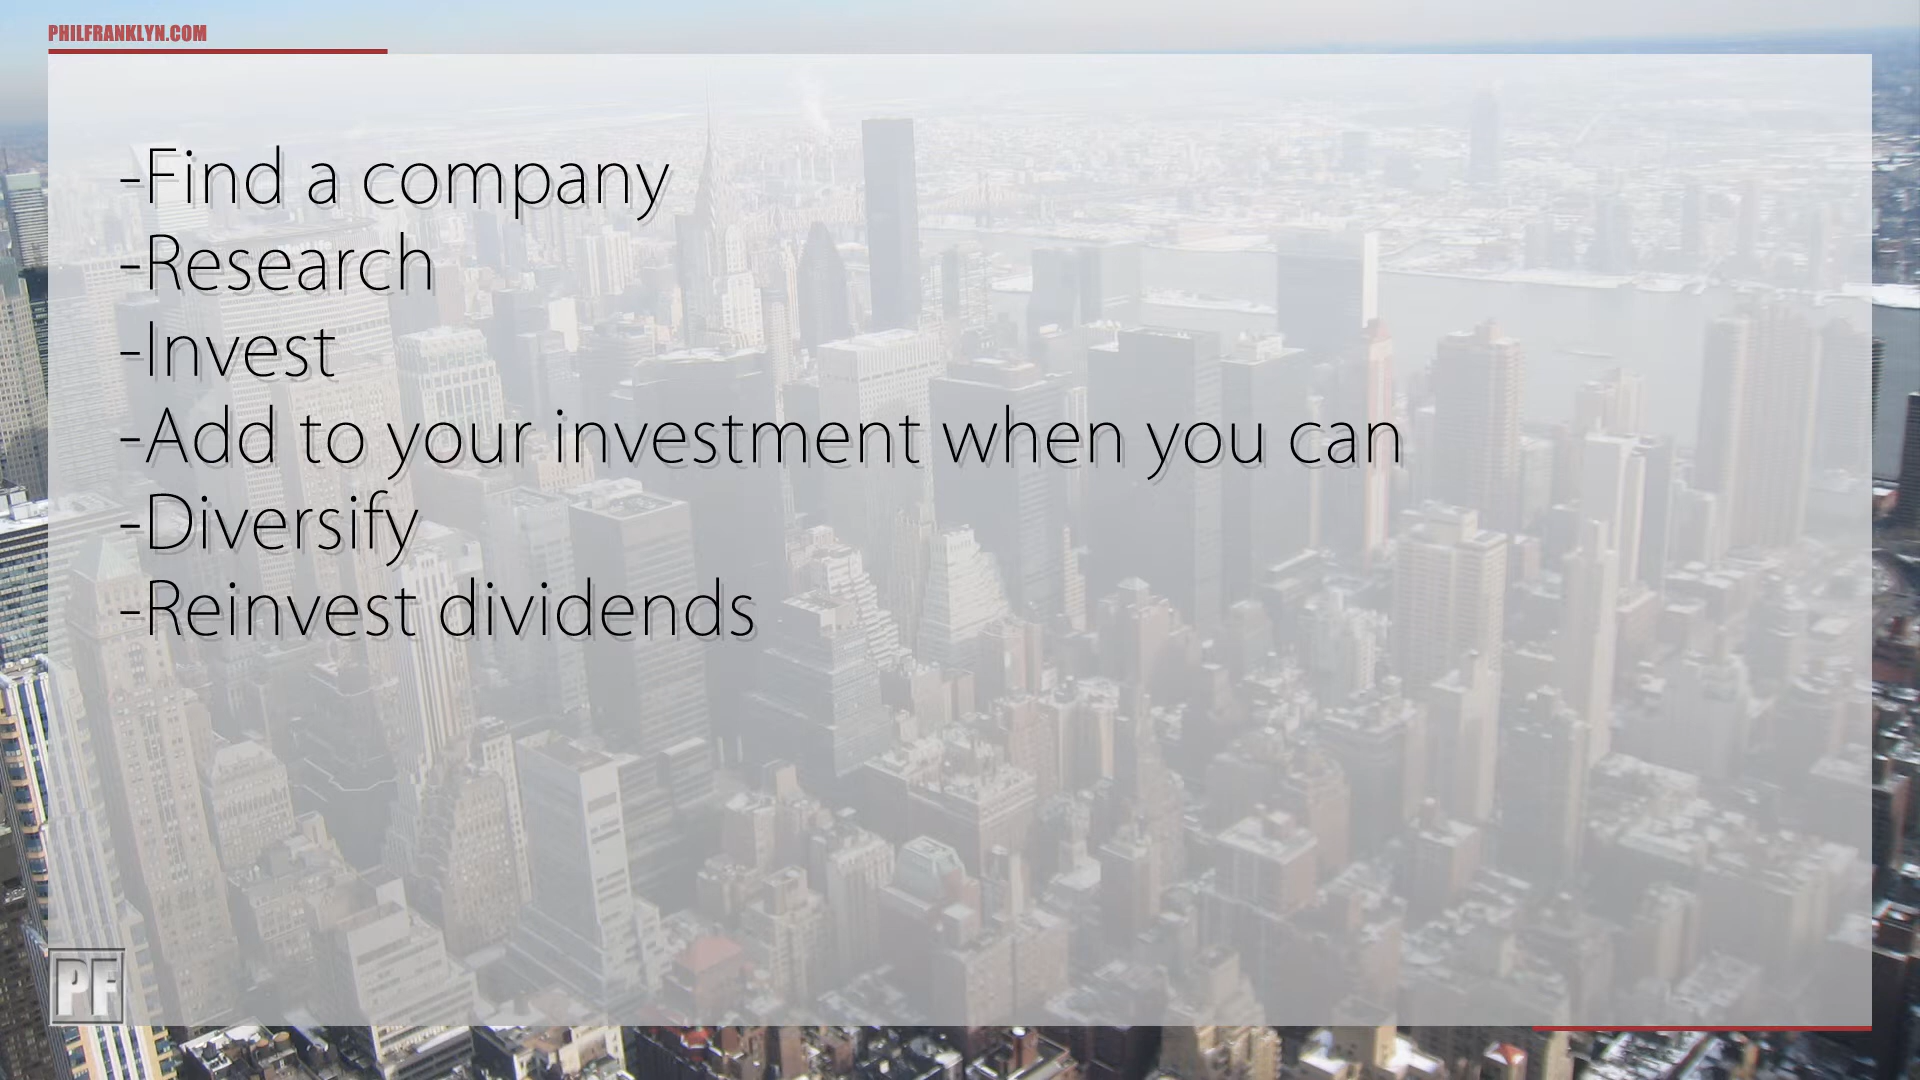 PHILFRANKLYN.COM
-Find a company
-Research
-Invest
-Add to your investment when you can
-Diversify
-Reinvest dividends
PF